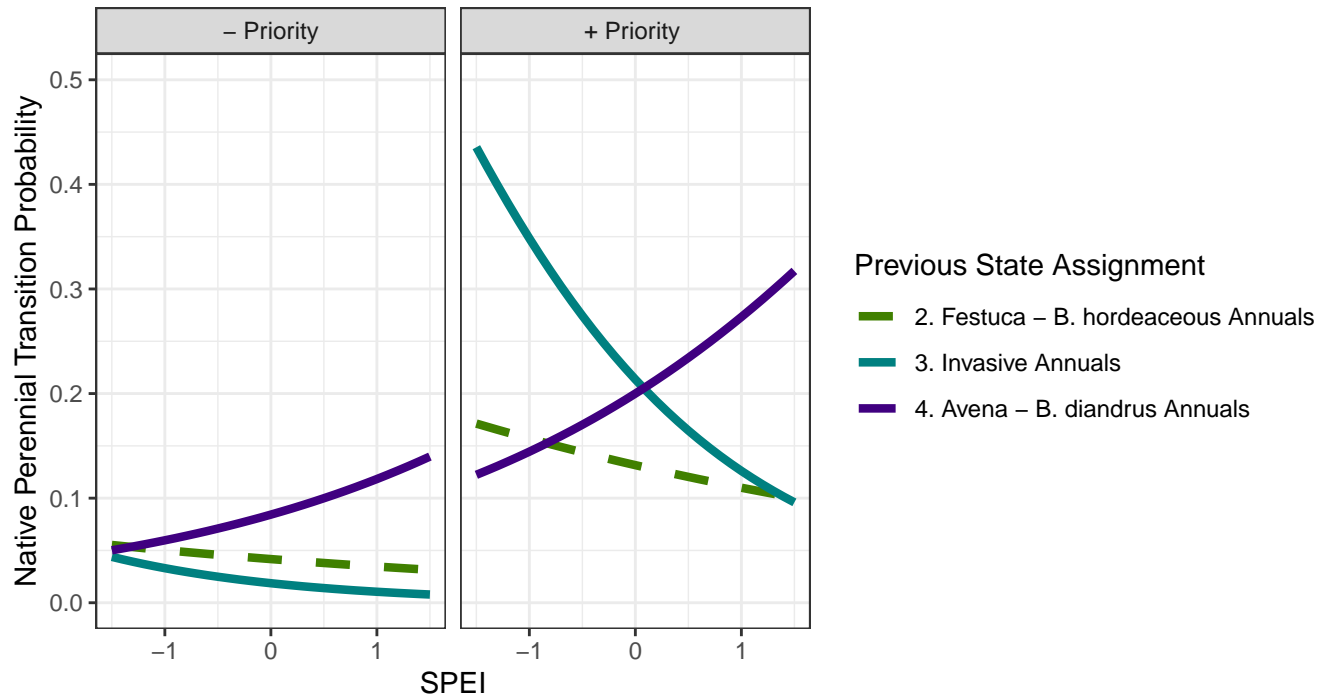 − Priority
+ Priority
Native Perennial Transition Probability
0.5
0.4
0.3
0.2
0.1
0.0
−1 0 1
−1 0 1
SPEI
Previous State Assignment
2. Festuca − B. hordeaceous Annuals
3. Invasive Annuals
4. Avena − B. diandrus Annuals